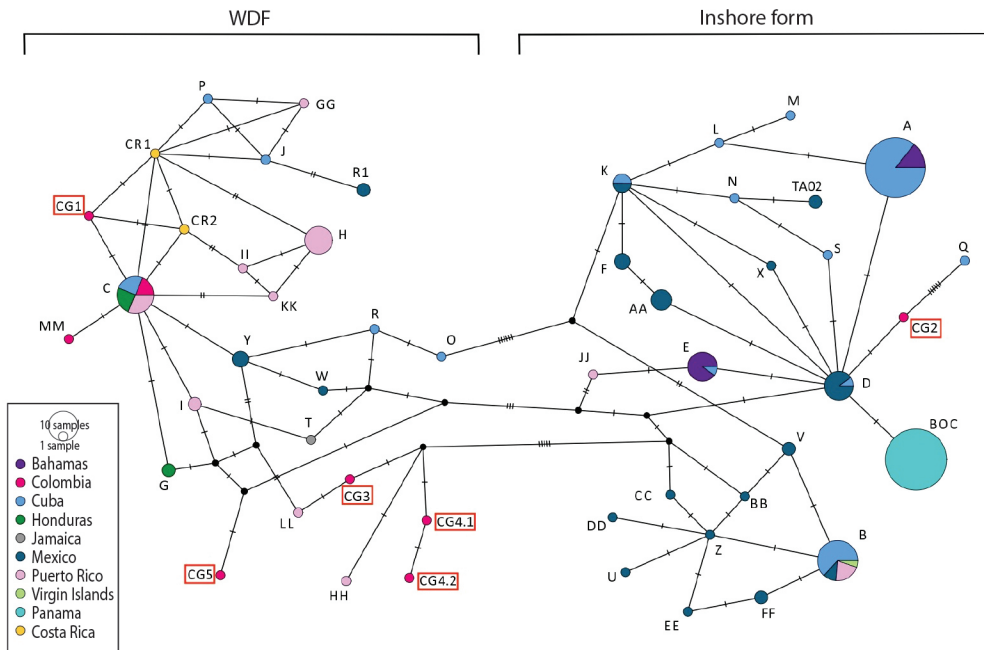 WDF
Inshore form
P
GG
M
A
L
CR1
J
R1
K
N
TA02
CG1
CR2
H
S
Q
II
F
X
C
KK
AA
CG2
MM
R
O
Y
JJ
E
D
W
I
BOC
10 samples
1 sample
T
V
Bahamas
Colombia
G
CG3
CC
BB
Cuba
LL
CG4.1
DD
B
Honduras
Z
Jamaica
Mexico
CG5
CG4.2
U
Puerto Rico
HH
FF
Virgin Islands
EE
Panama
Costa Rica